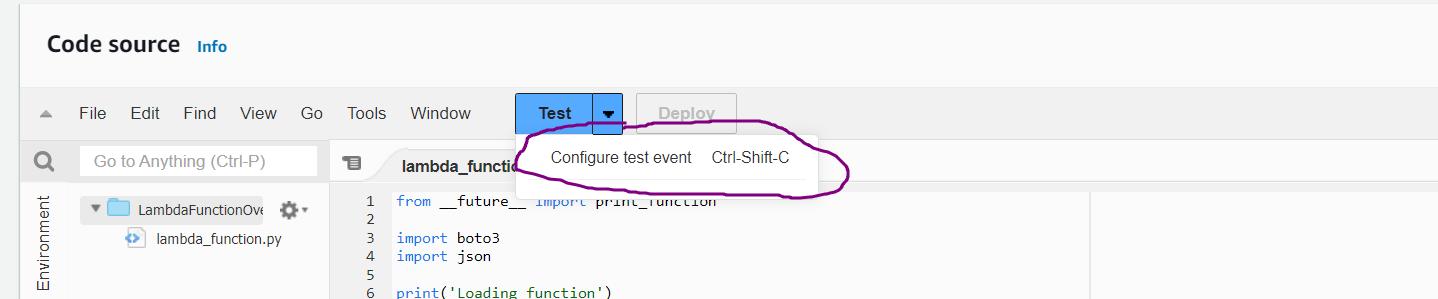 Code source Info
File Edit Find View Go Tools Window Test Deploy
Go to Anything (Ctrl-P)
Configure test event Ctrl-Shift-C
Environment
LambdaFunctionOve
lambda_function.py
lambda_functio
1 from __future__ import print_function
2
3 import boto3
4 import json
5
6 print('Loading function')